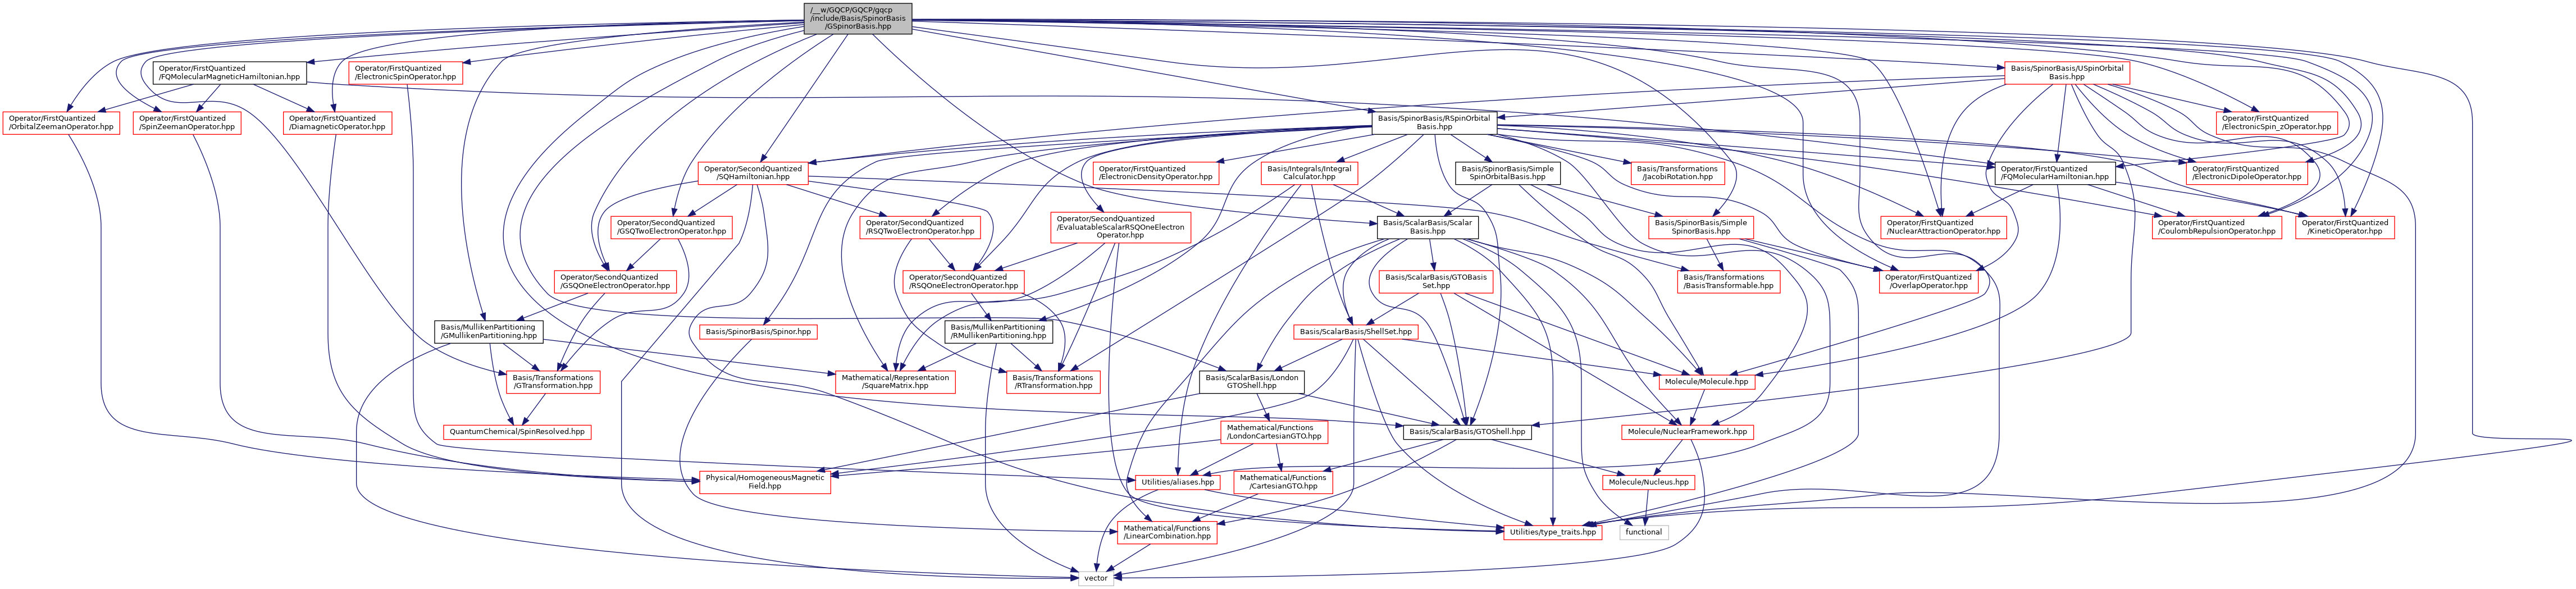 /__w/GQCP/GQCP/gqcp
/include/Basis/SpinorBasis
/GSpinorBasis.hpp
Operator/FirstQuantized
/FQMolecularMagneticHamiltonian.hpp
Operator/FirstQuantized
/ElectronicSpinOperator.hpp
Basis/SpinorBasis/USpinOrbital
Basis.hpp
Operator/FirstQuantized
/OrbitalZeemanOperator.hpp
Operator/FirstQuantized
/SpinZeemanOperator.hpp
Operator/FirstQuantized
/DiamagneticOperator.hpp
Basis/SpinorBasis/RSpinOrbital
Basis.hpp
Operator/FirstQuantized
/ElectronicSpin_zOperator.hpp
Operator/SecondQuantized
/SQHamiltonian.hpp
Operator/FirstQuantized
/ElectronicDensityOperator.hpp
Basis/Integrals/Integral
Calculator.hpp
Basis/SpinorBasis/Simple
SpinOrbitalBasis.hpp
Basis/Transformations
/JacobiRotation.hpp
Operator/FirstQuantized
/FQMolecularHamiltonian.hpp
Operator/FirstQuantized
/ElectronicDipoleOperator.hpp
Operator/SecondQuantized
/GSQTwoElectronOperator.hpp
Operator/SecondQuantized
/RSQTwoElectronOperator.hpp
Operator/SecondQuantized
/EvaluatableScalarRSQOneElectron
Operator.hpp
Basis/ScalarBasis/Scalar
Basis.hpp
Basis/SpinorBasis/Simple
SpinorBasis.hpp
Operator/FirstQuantized
/NuclearAttractionOperator.hpp
Operator/FirstQuantized
/CoulombRepulsionOperator.hpp
Operator/FirstQuantized
/KineticOperator.hpp
Operator/SecondQuantized
/GSQOneElectronOperator.hpp
Operator/SecondQuantized
/RSQOneElectronOperator.hpp
Basis/ScalarBasis/GTOBasis
Set.hpp
Basis/Transformations
/BasisTransformable.hpp
Operator/FirstQuantized
/OverlapOperator.hpp
Basis/MullikenPartitioning
/GMullikenPartitioning.hpp
Basis/SpinorBasis/Spinor.hpp
Basis/MullikenPartitioning
/RMullikenPartitioning.hpp
Basis/ScalarBasis/ShellSet.hpp
Basis/Transformations
/GTransformation.hpp
Mathematical/Representation
/SquareMatrix.hpp
Basis/Transformations
/RTransformation.hpp
Basis/ScalarBasis/London
GTOShell.hpp
Molecule/Molecule.hpp
QuantumChemical/SpinResolved.hpp
Mathematical/Functions
/LondonCartesianGTO.hpp
Basis/ScalarBasis/GTOShell.hpp
Molecule/NuclearFramework.hpp
Physical/HomogeneousMagnetic
Field.hpp
Utilities/aliases.hpp
Mathematical/Functions
/CartesianGTO.hpp
Molecule/Nucleus.hpp
Mathematical/Functions
/LinearCombination.hpp
Utilities/type_traits.hpp
functional
vector